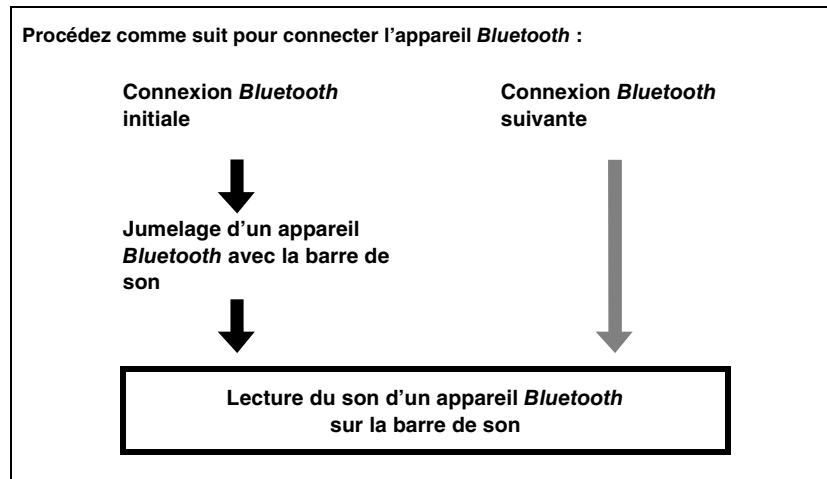 Procédez comme suit pour connecter l’appareil Bluetooth :
Connexion Bluetooth
initiale
Connexion Bluetooth
suivante
Jumelage d’un appareil
Bluetooth avec la barre de
son
Lecture du son d’un appareil Bluetooth
sur la barre de son